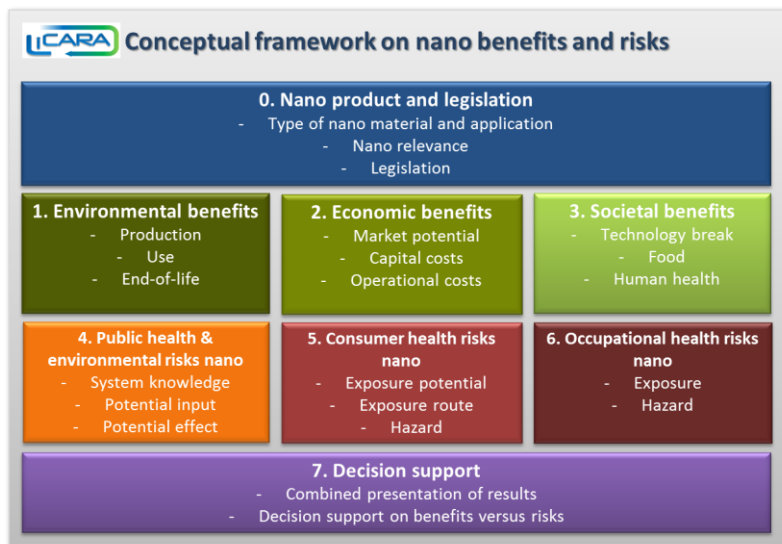 LICARA Conceptual framework on nano benefits and risks
0. Nano product and legislation
- Type of nano material and application
- Nano relevance
- Legislation
1. Environmental benefits
- Production
- Use
- End-of-life
2. Economic benefits
- Market potential
- Capital costs
- Operational costs
3. Societal benefits
- Technology break
- Food
- Human health
4. Public health &
environmental risks nano
- System knowledge
- Potential input
- Potential effect
5. Consumer health risks
nano
- Exposure potential
- Exposure route
- Hazard
6. Occupational health risks
nano
- Exposure
- Hazard
7. Decision support
- Combined presentation of results
- Decision support on benefits versus risks